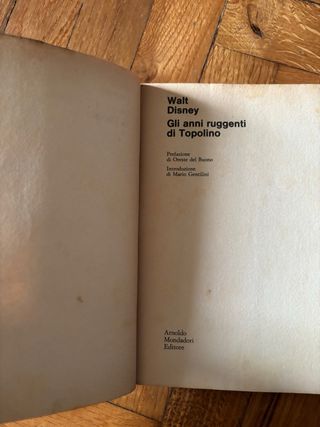 Walt
Disney
Gli anni ruggenti
di Topolino
Prefazione
di Oreste del Buono
Introduzione
di Mario Gentilini
Arnoldo
Mondadori
Editore